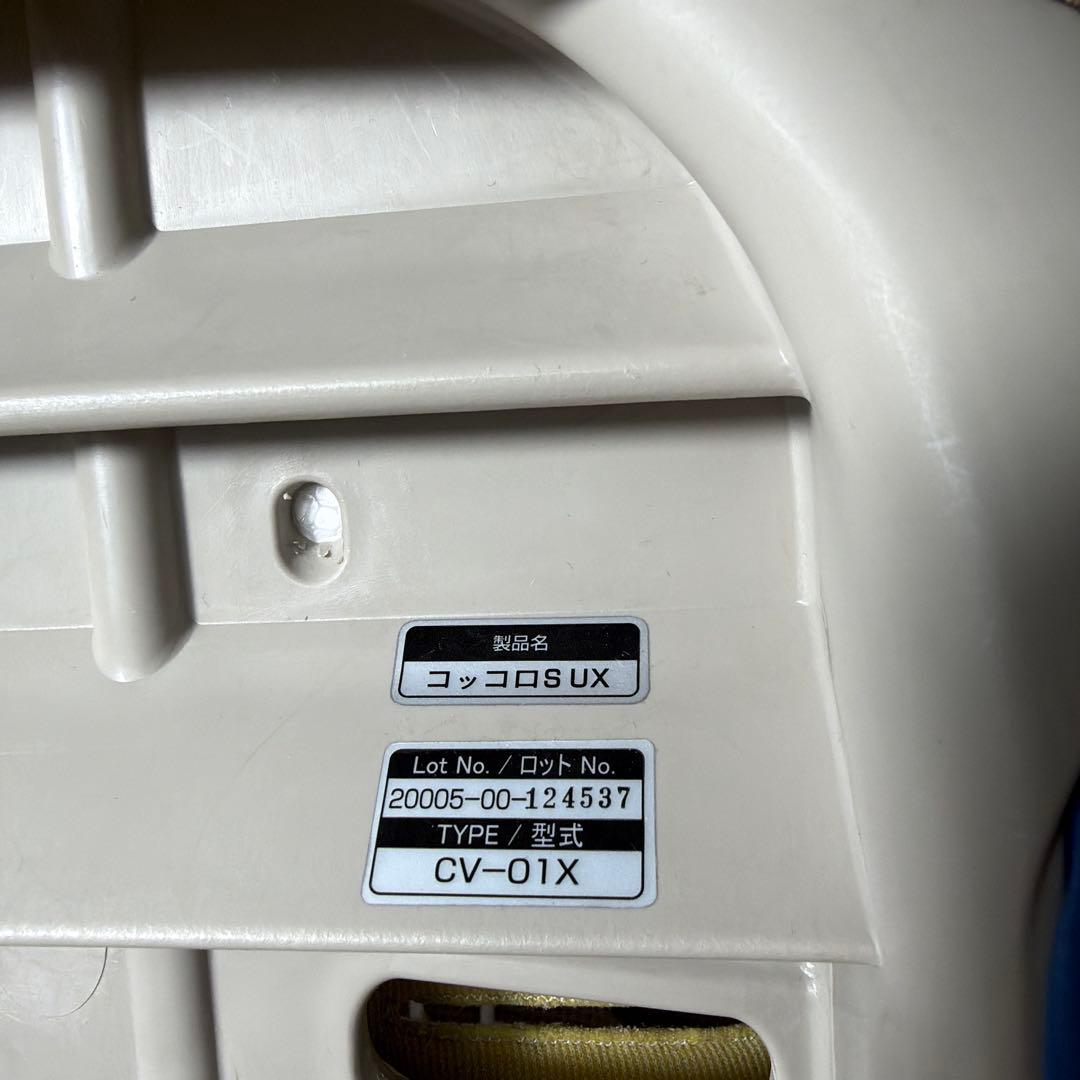 製品名
コッコロS UX
Lot No. / ロット No.
20005-00-124537
TYPE / 型式
CV-01X